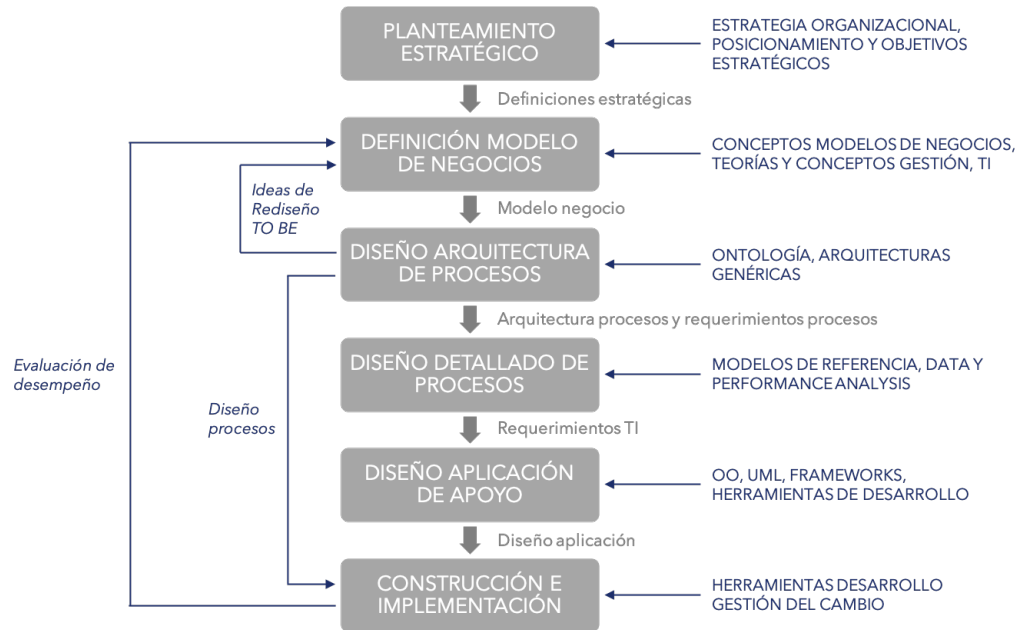 PLANTEAMIENTO
ESTRATÉGICO
ESTRATEGIA ORGANIZACIONAL,
POSICIONAMIENTO Y OBJETIVOS
ESTRATÉGICOS
Definiciones estratégicas
DEFINICIÓN MODELO
DE NEGOCIOS
CONCEPTOS MODELOS DE NEGOCIOS,
TEORÍAS Y CONCEPTOS GESTIÓN, TI
Ideas de
Rediseño
TO BE
Modelo negocio
DISEÑO ARQUITECTURA
DE PROCESOS
ONTOLOGÍA, ARQUITECTURAS
GENÉRICAS
Arquitectura procesos y requerimientos procesos
Evaluación de
desempeño
DISEÑO DETALLADO DE
PROCESOS
MODELOS DE REFERENCIA, DATA Y
PERFORMANCE ANALYSIS
Diseño
procesos
Requerimientos TI
DISEÑO APLICACIÓN
DE APOYO
OO, UML, FRAMEWORKS,
HERRAMIENTAS DE DESARROLLO
Diseño aplicación
CONSTRUCCIÓN E
IMPLEMENTACIÓN
HERRAMIENTAS DESARROLLO
GESTIÓN DEL CAMBIO